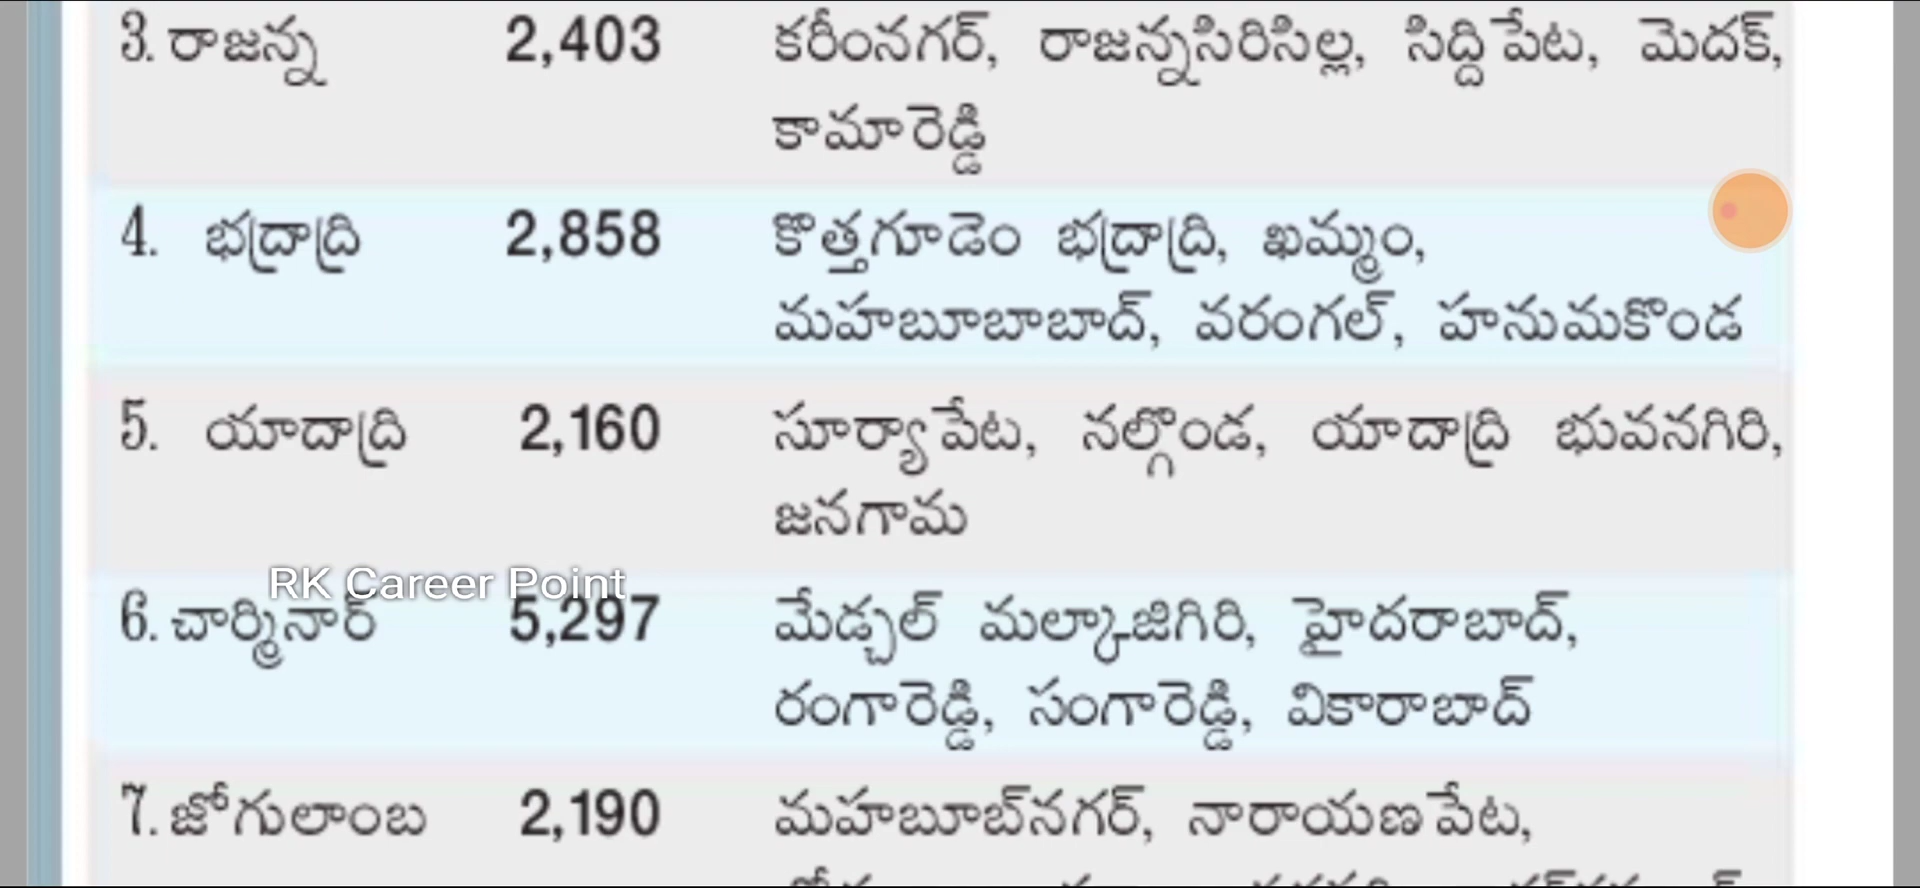 3. రాజన్న 2,403 కరీంనగర్, రాజన్నసిరిసిల్ల, సిద్దిపేట, మెదక్,
కామారెడ్డి
4. భద్రాద్రి 2,858 కొత్తగూడెం భద్రాద్రి, ఖమ్మం,
మహబూబాబాద్, వరంగల్, హనుమకొండ
5. యాదాద్రి 2,160 సూర్యాపేట, నల్గొండ, యాదాద్రి భువనగిరి,
జనగామ
RK Career Point
6. చార్మినార్ 5,297 మేడ్చల్ మల్కాజిగిరి, హైదరాబాద్,
రంగారెడ్డి, సంగారెడ్డి, వికారాబాద్
7. జోగులాంబ 2,190 మహబూబ్‌నగర్, నారాయణపేట,